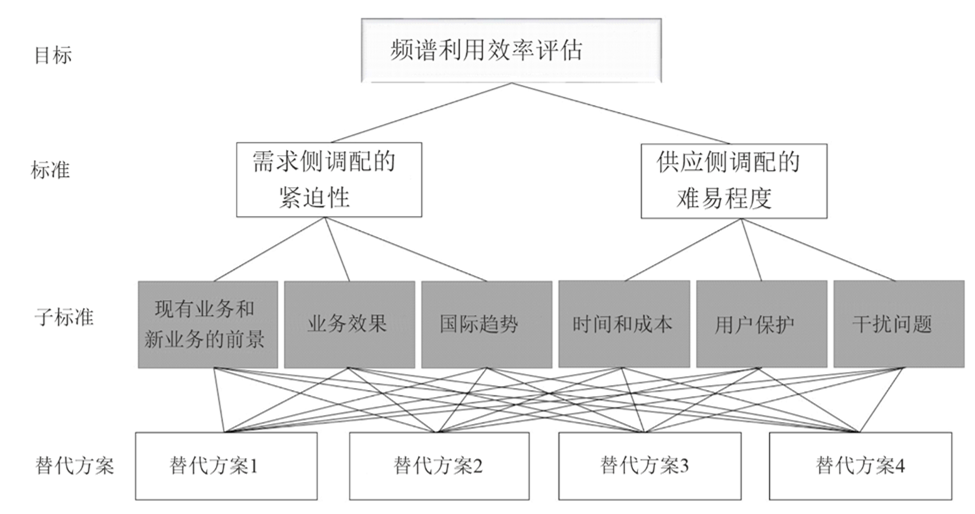 目标
频谱利用效率评估
标准
需求侧调配的
紧迫性
供应侧调配的
难易程度
子标准
现有业务和
新业务的前景
业务效果
国际趋势
时间和成本
用户保护
干扰问题
替代方案
替代方案1
替代方案2
替代方案3
替代方案4